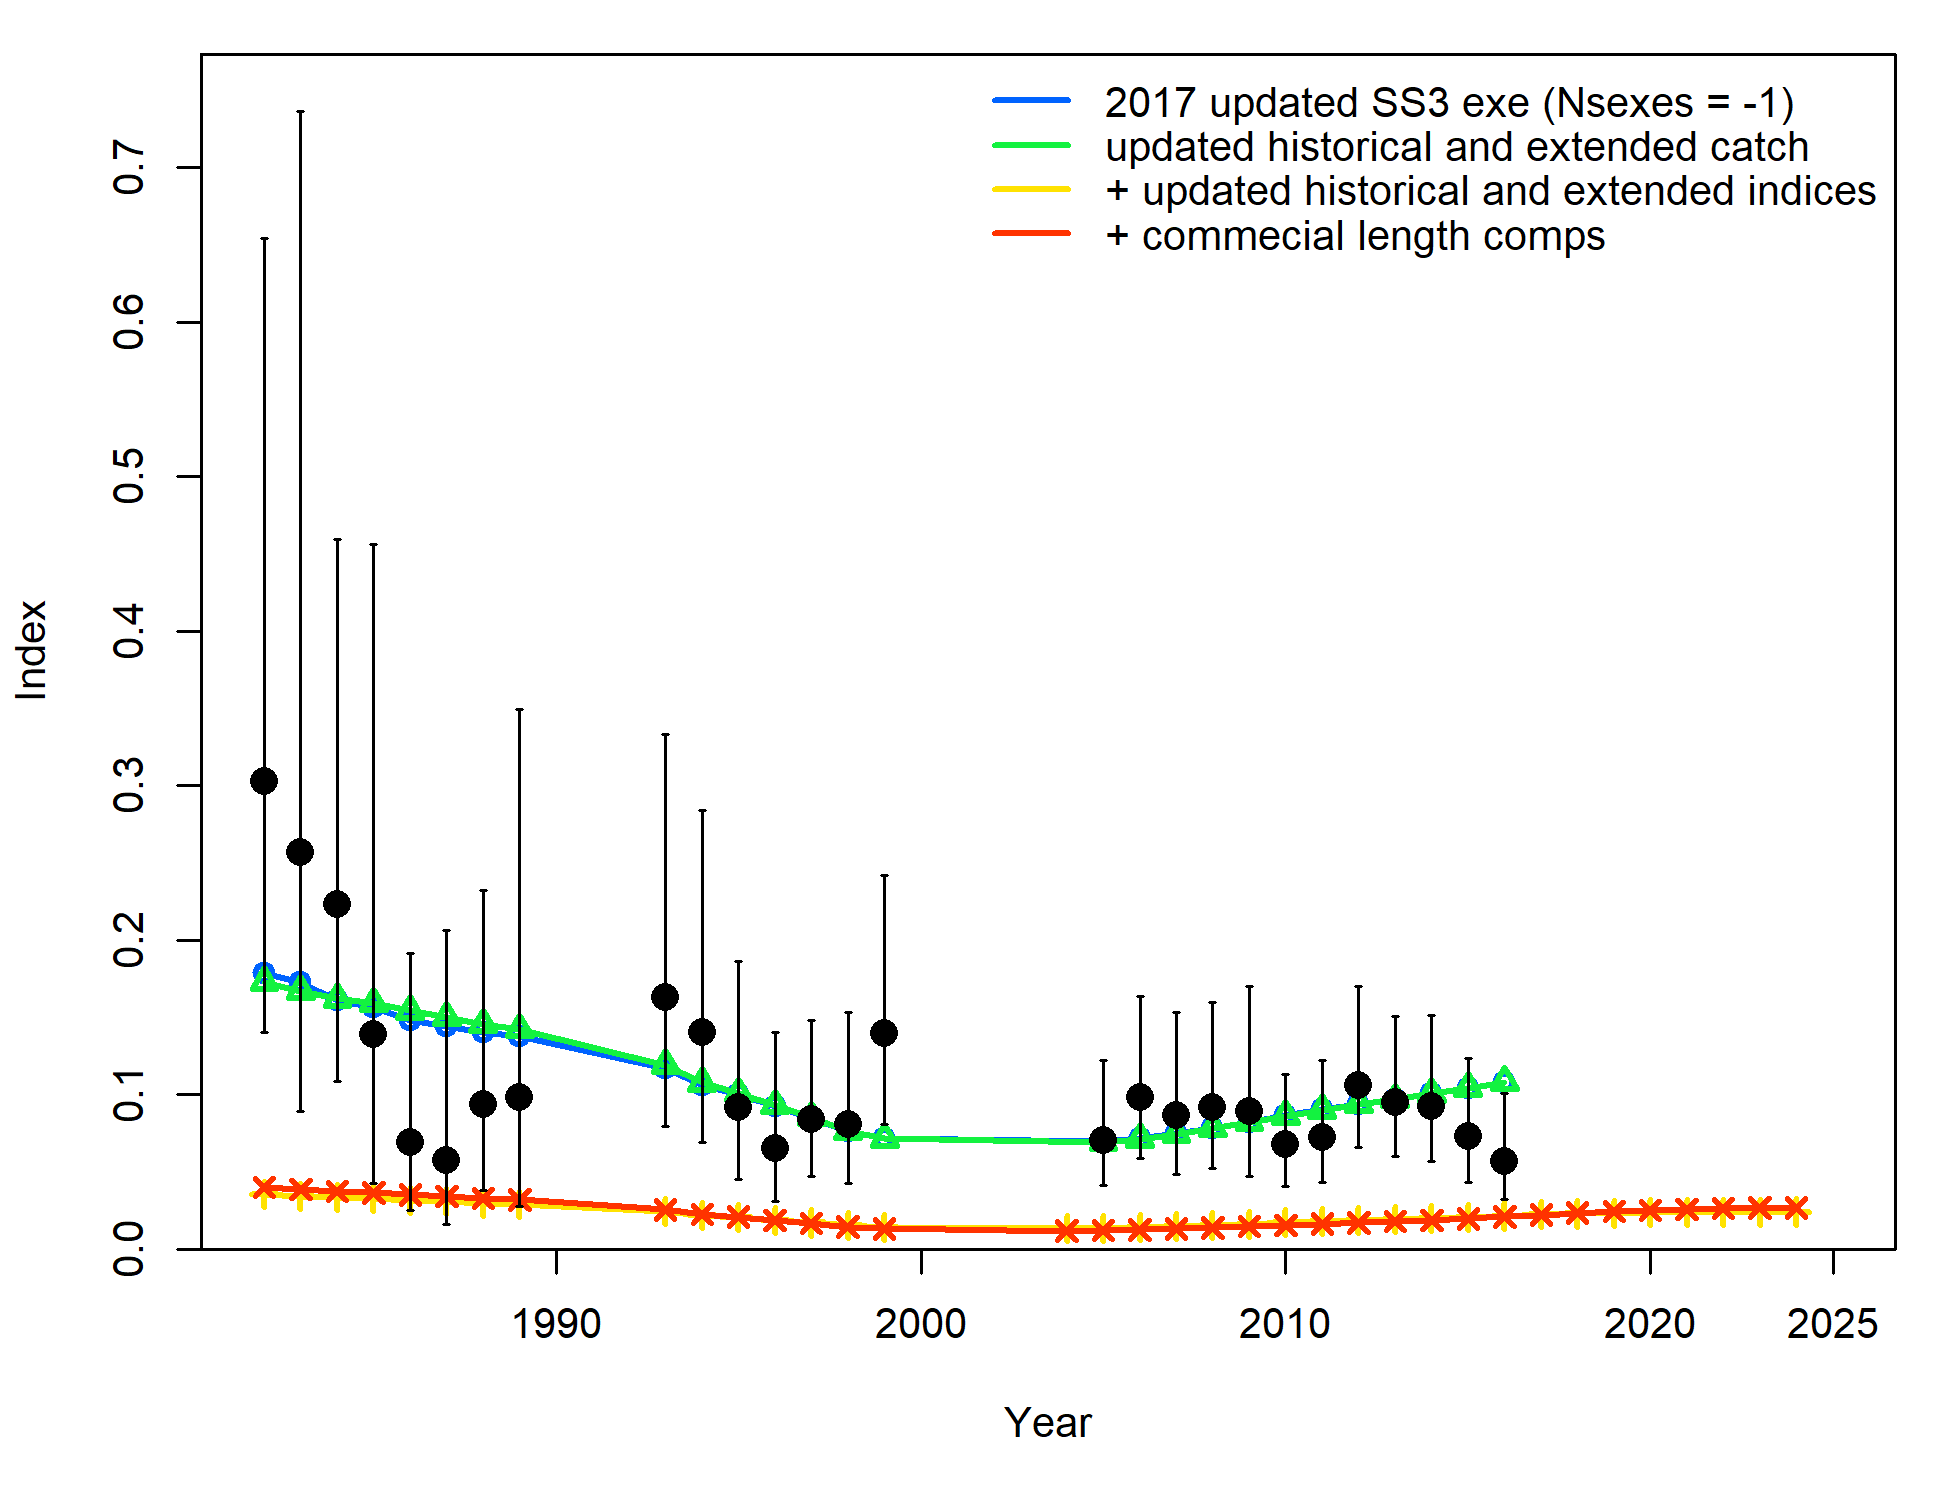 2017 updated SS3 exe (Nsexes = -1)
updated historical and extended catch
+ updated historical and extended indices
+ commecial length comps
0.7
0.6
0.5
0.4
0.3
0.2
0.1
0.0
Index
1990 2000 2010 2020 2025
Year